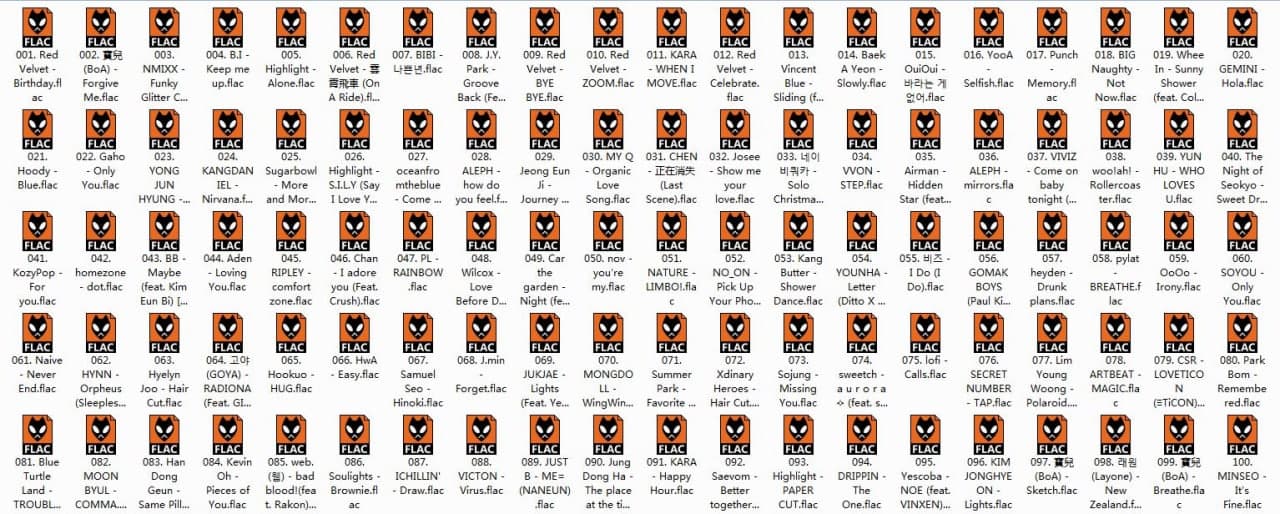 FLAC
001. Red
Velvet -
Birthday.fl
ac
FLAC
002. 寶兒
(BoA) -
Forgive
Me.flac
FLAC
003.
NMIXX -
Funky
Glitter C...
FLAC
004. B.I -
Keep me
up.flac
FLAC
005.
Highlight -
Alone.flac
FLAC
006. Red
Velvet - 雲
霄飛車 (On
A Ride).fl...
FLAC
007. BIBI -
나쁜년.flac
FLAC
008. J.Y.
Park -
Groove
Back (Fe...
FLAC
009. Red
Velvet -
BYE
BYE.flac
FLAC
010. Red
Velvet -
ZOOM.flac
FLAC
011. KARA
- WHEN I
MOVE.flac
FLAC
012. Red
Velvet -
Celebrate.
flac
FLAC
013.
Vincent
Blue -
Sliding (f...
FLAC
014. Baek
A Yeon -
Slowly.flac
FLAC
015.
OuiOui -
바라는 게
없어.flac
FLAC
016. YooA
-
Selfish.flac
FLAC
017. Punch
-
Memory.fl
ac
FLAC
018. BIG
Naughty -
Not
Now.flac
FLAC
019. Whee
In - Sunny
Shower
(feat. Col...
FLAC
020.
GEMINI -
Hola.flac
FLAC
021.
Hoody -
Blue.flac
FLAC
022. Gaho
- Only
You.flac
FLAC
023.
YONG
JUN
HYUNG -...
FLAC
024.
KANGDAN
IEL -
Nirvana.f...
FLAC
025.
Sugarbowl
- More
and Mor...
FLAC
026.
Highlight -
S.I.L.Y (Say
I Love Y...
FLAC
027.
oceanfro
mtheblue
- Come ...
FLAC
028.
ALEPH -
how do
you feel.f...
FLAC
029.
Jeong Eun
Ji -
Journey ...
FLAC
030. MY Q
- Organic
Love
Song.flac
FLAC
031. CHEN
- 正在消失
(Last
Scene).flac
FLAC
032. Josee
- Show me
your
love.flac
FLAC
033. 네이
비쿼카 -
Solo
Christma...
FLAC
034.
VVON -
STEP.flac
FLAC
035.
Airman -
Hidden
Star (feat...
FLAC
036.
ALEPH -
mirrors.fla
c
FLAC
037. VIVIZ
- Come on
baby
tonight (...
FLAC
038.
woo!ah! -
Rollercoas
ter.flac
FLAC
039. YUN
HU - WHO
LOVES
U.flac
FLAC
040. The
Night of
Seokyo -
Sweet Dr...
FLAC
041.
KozyPop -
For
you.flac
FLAC
042.
homezone
- dot.flac
FLAC
043. BB -
Maybe
(feat. Kim
Eun Bi) [...
FLAC
044. Aden
- Loving
You.flac
FLAC
045.
RIPLEY -
comfort
zone.flac
FLAC
046. Chan
- I adore
you (Feat.
Crush).flac
FLAC
047. PL -
RAINBOW
.flac
FLAC
048.
Wilcox -
Love
Before D...
FLAC
049. Car
the
garden -
Night (fe...
FLAC
050. nov -
you're
my.flac
FLAC
051.
NATURE -
LIMBO!.fla
c
FLAC
052.
NO_ON -
Pick Up
Your Pho...
FLAC
053. Kang
Butter -
Shower
Dance.flac
FLAC
054.
YOUNHA -
Letter
(Ditto X ...
FLAC
055. 비즈 -
I Do (I
Do).flac
FLAC
056.
GOMAK
BOYS
(Paul Ki...
FLAC
057.
heyden -
Drunk
plans.flac
FLAC
058. pylat -
BREATHE.f
lac
FLAC
059.
OoOo -
Irony.flac
FLAC
060.
SOYOU -
Only
You.flac
FLAC
061. Naive
- Never
End.flac
FLAC
062.
HYNN -
Orpheus
(Sleeples...
FLAC
063.
Hyelyn
Joo - Hair
Cut.flac
FLAC
064. 고야
(GOYA) -
RADIONA
(Feat. GI...
FLAC
065.
Hookuo -
HUG.flac
FLAC
066. HwA
- Easy.flac
FLAC
067.
Samuel
Seo -
Hinoki.flac
FLAC
068. J.min
-
Forget.flac
FLAC
069.
JUKJAE -
Lights
(Feat. Ye...
FLAC
070.
MONGDO
LL -
WingWin...
FLAC
071.
Summer
Park -
Favorite ...
FLAC
072.
Xdinary
Heroes -
Hair Cut....
FLAC
073.
Sojung -
Missing
You.flac
FLAC
074.
sweetch -
a u r o r a
✧ (feat. s...
FLAC
075. lofi -
Calls.flac
FLAC
076.
SECRET
NUMBER
- TAP.flac
FLAC
077. Lim
Young
Woong -
Polaroid....
FLAC
078.
ARTBEAT -
MAGIC.fla
c
FLAC
079. CSR -
LOVETICO
N
(♡TiCON)...
FLAC
080. Park
Bom -
Remembe
red.flac
FLAC
081. Blue
Turtle
Land -
TROUBL...
FLAC
082.
MOON
BYUL -
COMMA....
FLAC
083. Han
Dong
Geun -
Same Pill...
FLAC
084. Kevin
Oh -
Pieces of
You.flac
FLAC
085. web.
(웹) - bad
blood!(fea
t. Rakon)...
FLAC
086.
Soulights -
Brownie.fl
ac
FLAC
087.
ICHILLIN'
- Draw.flac
FLAC
088.
VICTON -
Virus.flac
FLAC
089. JUST
B - ME=
(NANEUN)
.flac
FLAC
090. Jung
Dong Ha -
The place
at the ti...
FLAC
091. KARA
- Happy
Hour.flac
FLAC
092.
Saevom -
Better
together...
FLAC
093.
Highlight -
PAPER
CUT.flac
FLAC
094.
DRIPPIN -
The
One.flac
FLAC
095.
Yescoba -
NOE (feat.
VINXEN)...
FLAC
096. KIM
JONGHYE
ON -
Lights.flac
FLAC
097. 寶兒
(BoA) -
Sketch.flac
FLAC
098. 래원
(Layone) -
New
Zealand.f...
FLAC
099. 寶兒
(BoA) -
Breathe.fla
c
FLAC
100.
MINSEO -
It's
Fine.flac